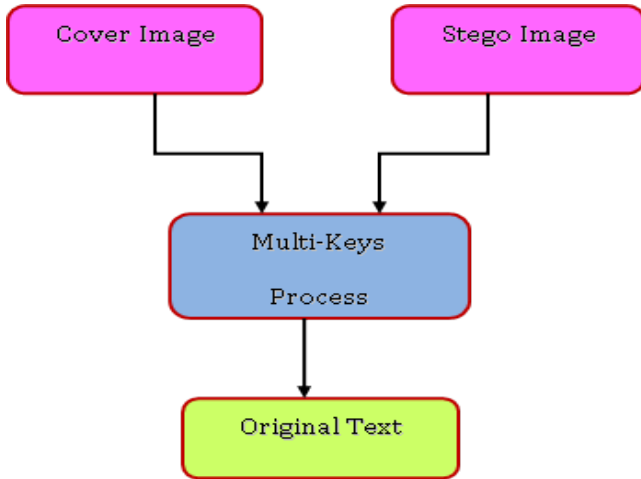 Cover Image
Stego Image
Multi-Keys
Process
Original Text